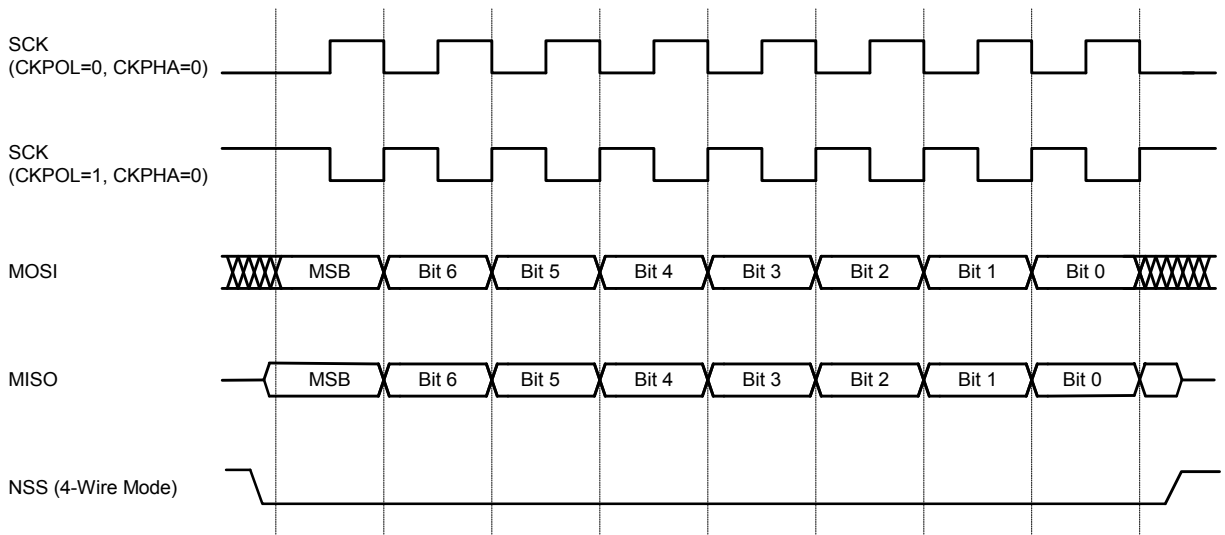 SCK
(CKPOL=0, CKPHA=0)
SCK
(CKPOL=1, CKPHA=0)
MOSI
MSB
Bit 6
Bit 5
Bit 4
Bit 3
Bit 2
Bit 1
Bit 0
MISO
MSB
Bit 6
Bit 5
Bit 4
Bit 3
Bit 2
Bit 1
Bit 0
NSS (4-Wire Mode)